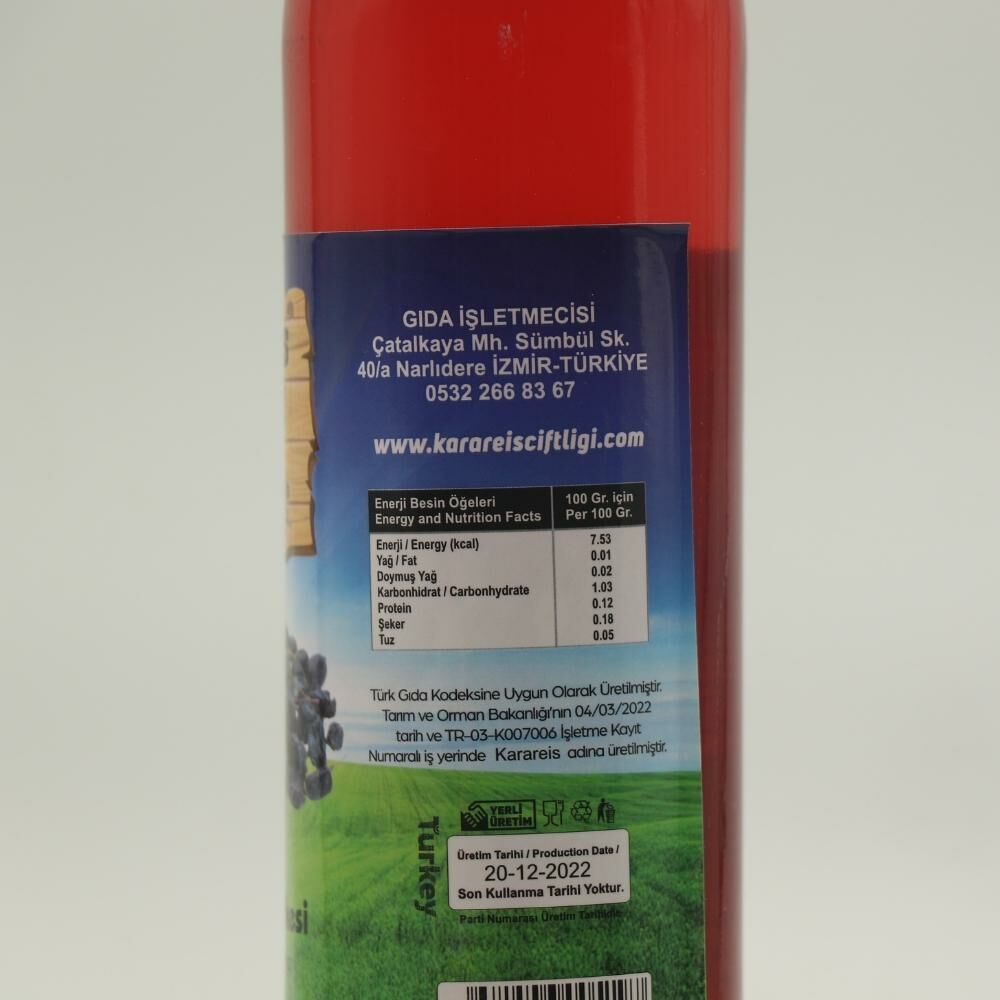 GIDA İŞLETMECİSİ
Çatalkaya Mh. Sümbül Sk.
40/a Narlıdere İZMİR-TÜRKİYE
0532 266 83 67
www.karareisciftligi.com
Enerji Besin Öğeleri 100 Gr. için
Energy and Nutrition Facts Per 100 Gr.
Enerji / Energy (kcal) 7.53
Yağ / Fat 0.01
Doymuş Yağ 0.02
Karbonhidrat / Carbonhydrate 1.03
Protein 0.12
Şeker 0.18
Tuz 0.05
Türk Gıda Kodeksine Uygun Olarak Üretilmiştir.
Tarım ve Orman Bakanlığı'nın 04/03/2022
tarih ve TR-03-K007006 İşletme Kayıt
Numaralı iş yerinde Karareis adına üretilmiştir.
YERLİ
ÜRETİM
Turkey
Üretim Tarihi / Production Date /
20-12-2022
Son Kullanma Tarihi Yoktur.
Parti Numarası Üretim Tarihidir.